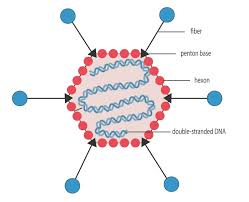 fiber
penton base
hexon
double-stranded DNA